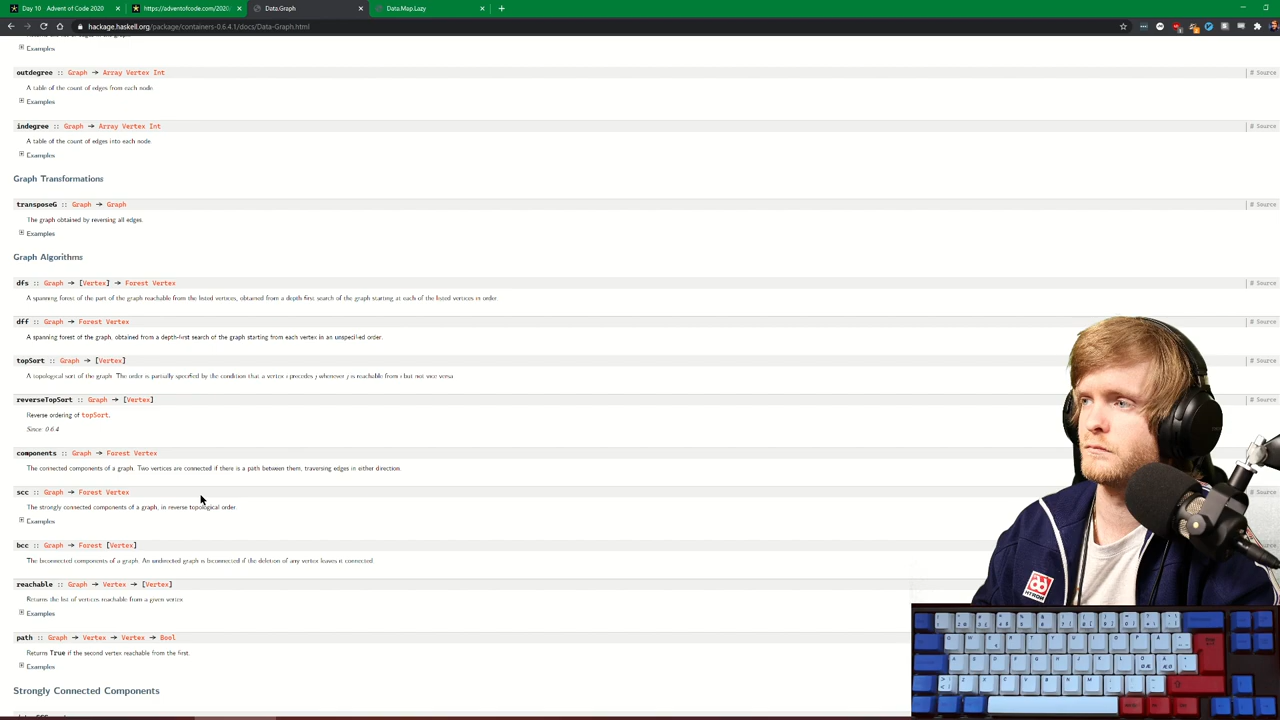 Day 10 Advent of Code 2020
https://adventofcode.com/2020/
Data.Graph
Data.Map.Lazy
hackage.haskell.org/package/containers-0.6.4.1/docs/Data-Graph.html
Examples
outdegree :: Graph -> Array Vertex Int
# Source
A table of the count of edges from each node.
Examples
indegree :: Graph -> Array Vertex Int
# Source
A table of the count of edges into each node.
Examples
Graph Transformations
transposeG :: Graph -> Graph
# Source
The graph obtained by reversing all edges.
Examples
Graph Algorithms
dfs :: Graph -> [Vertex] -> Forest Vertex
# Source
A spanning forest of the part of the graph reachable from the listed vertices, obtained from a depth-first search of the graph starting at each of the listed vertices in order.
dff :: Graph -> Forest Vertex
# Source
A spanning forest of the graph, obtained from a depth-first search of the graph starting from each vertex in an unspecified order.
topSort :: Graph -> [Vertex]
# Source
A topological sort of the graph. The order is partially specified by the condition that a vertex i precedes j whenever j is reachable from i but not vice versa.
reverseTopSort :: Graph -> [Vertex]
# Source
Reverse ordering of topSort.
Since: 0.6.4
components :: Graph -> Forest Vertex
The connected components of a graph. Two vertices are connected if there is a path between them, traversing edges in either direction.
scc :: Graph -> Forest Vertex
# Source
The strongly connected components of a graph, in reverse topological order.
Examples
bcc :: Graph -> Forest [Vertex]
The biconnected components of a graph. An undirected graph is biconnected if the deletion of any vertex leaves it connected.
reachable :: Graph -> Vertex -> [Vertex]
Returns the list of vertices reachable from a given vertex.
Examples
path :: Graph -> Vertex -> Vertex -> Bool
Returns True if the second vertex reachable from the first.
Examples
Strongly Connected Components